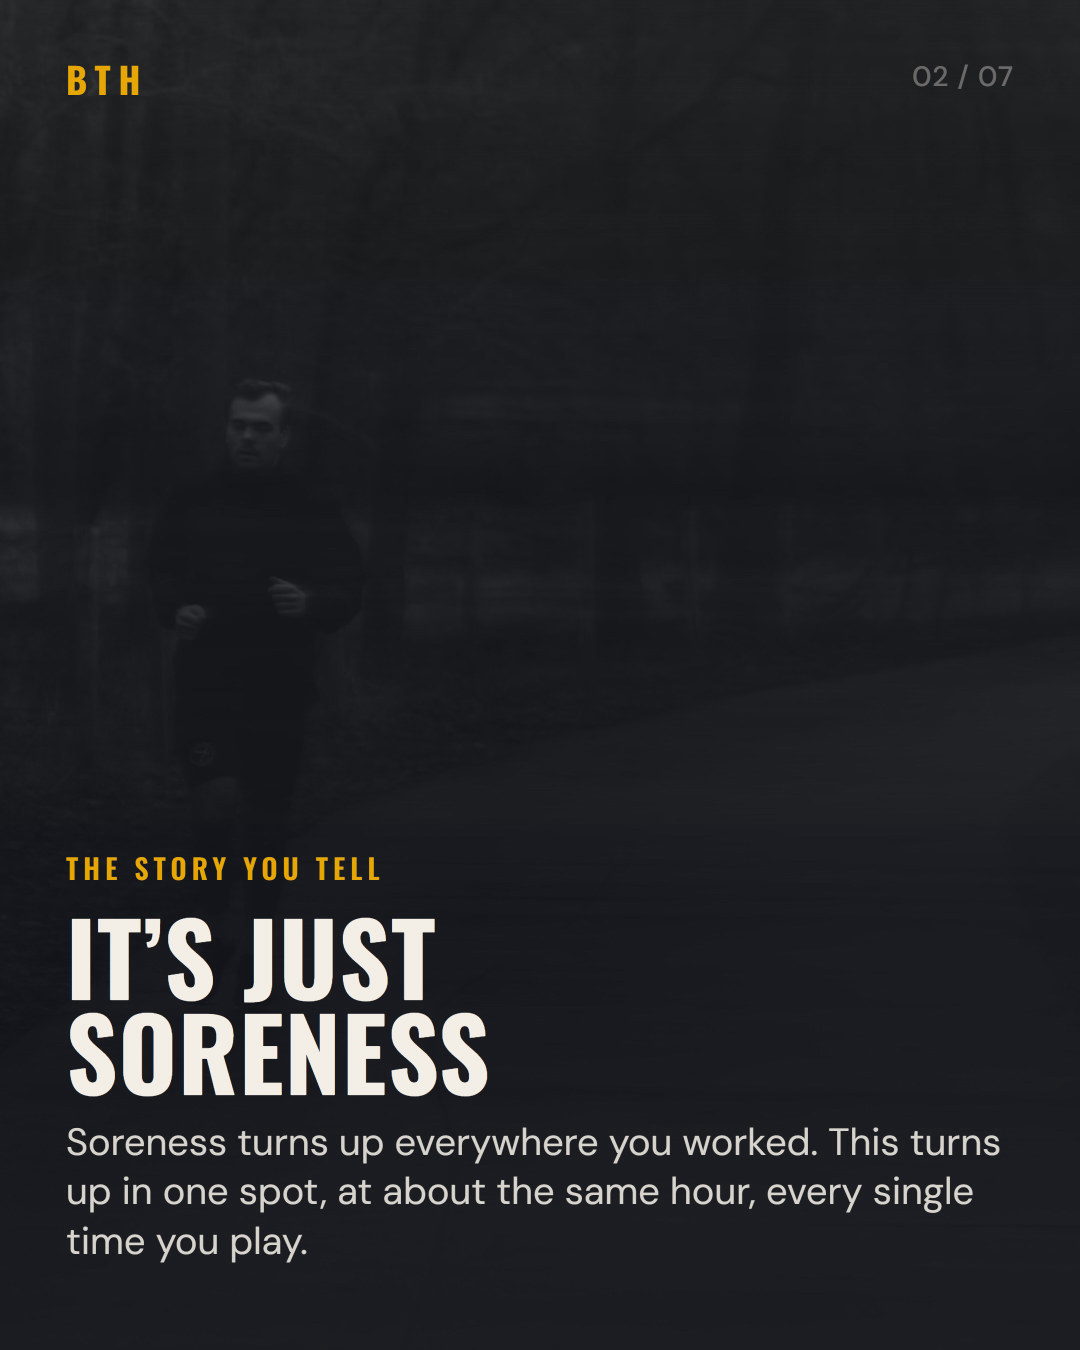 BTH
02 / 07
THE STORY YOU TELL
IT’S JUST
SORENESS
Soreness turns up everywhere you worked. This turns
up in one spot, at about the same hour, every single
time you play.